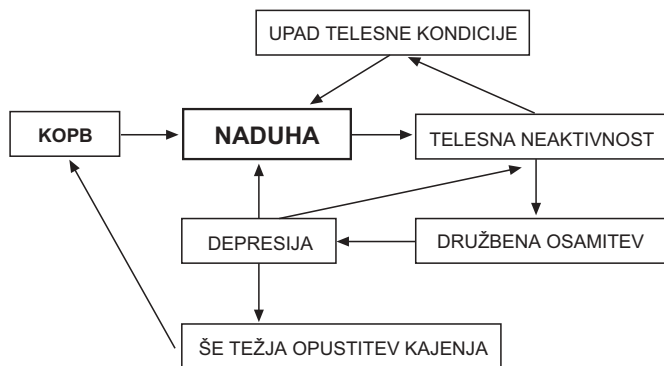 UPAD TELESNE KONDICIJE
KOPB
NADUHA
TELESNA NEAKTIVNOST
DEPRESIJA
DRUŽBENA OSAMITEV
ŠE TEŽJA OPUSTITEV KAJENJA